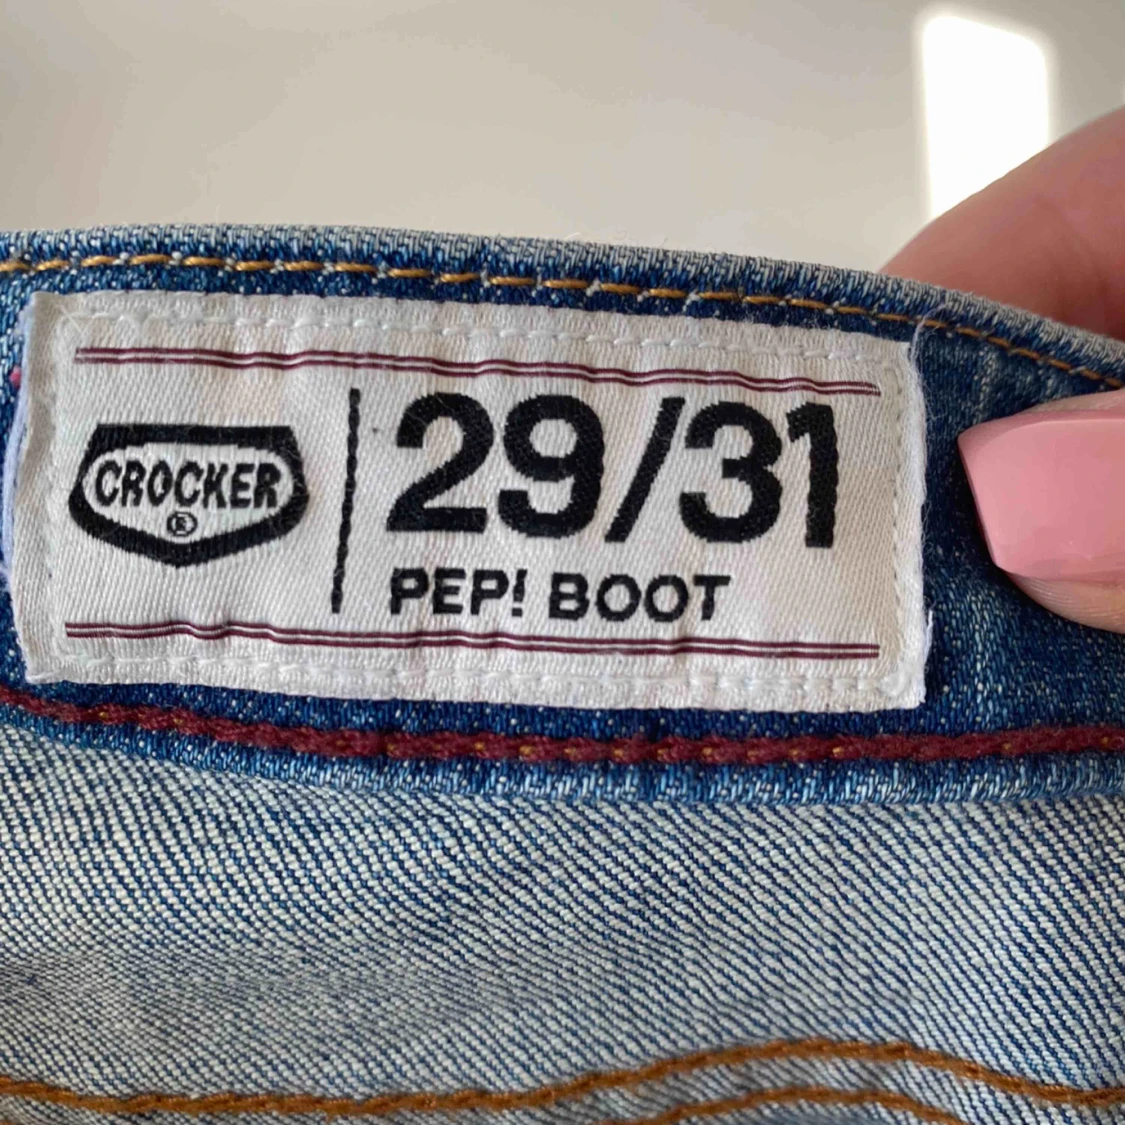 CROCKER
®
29/31
PEP! BOOT